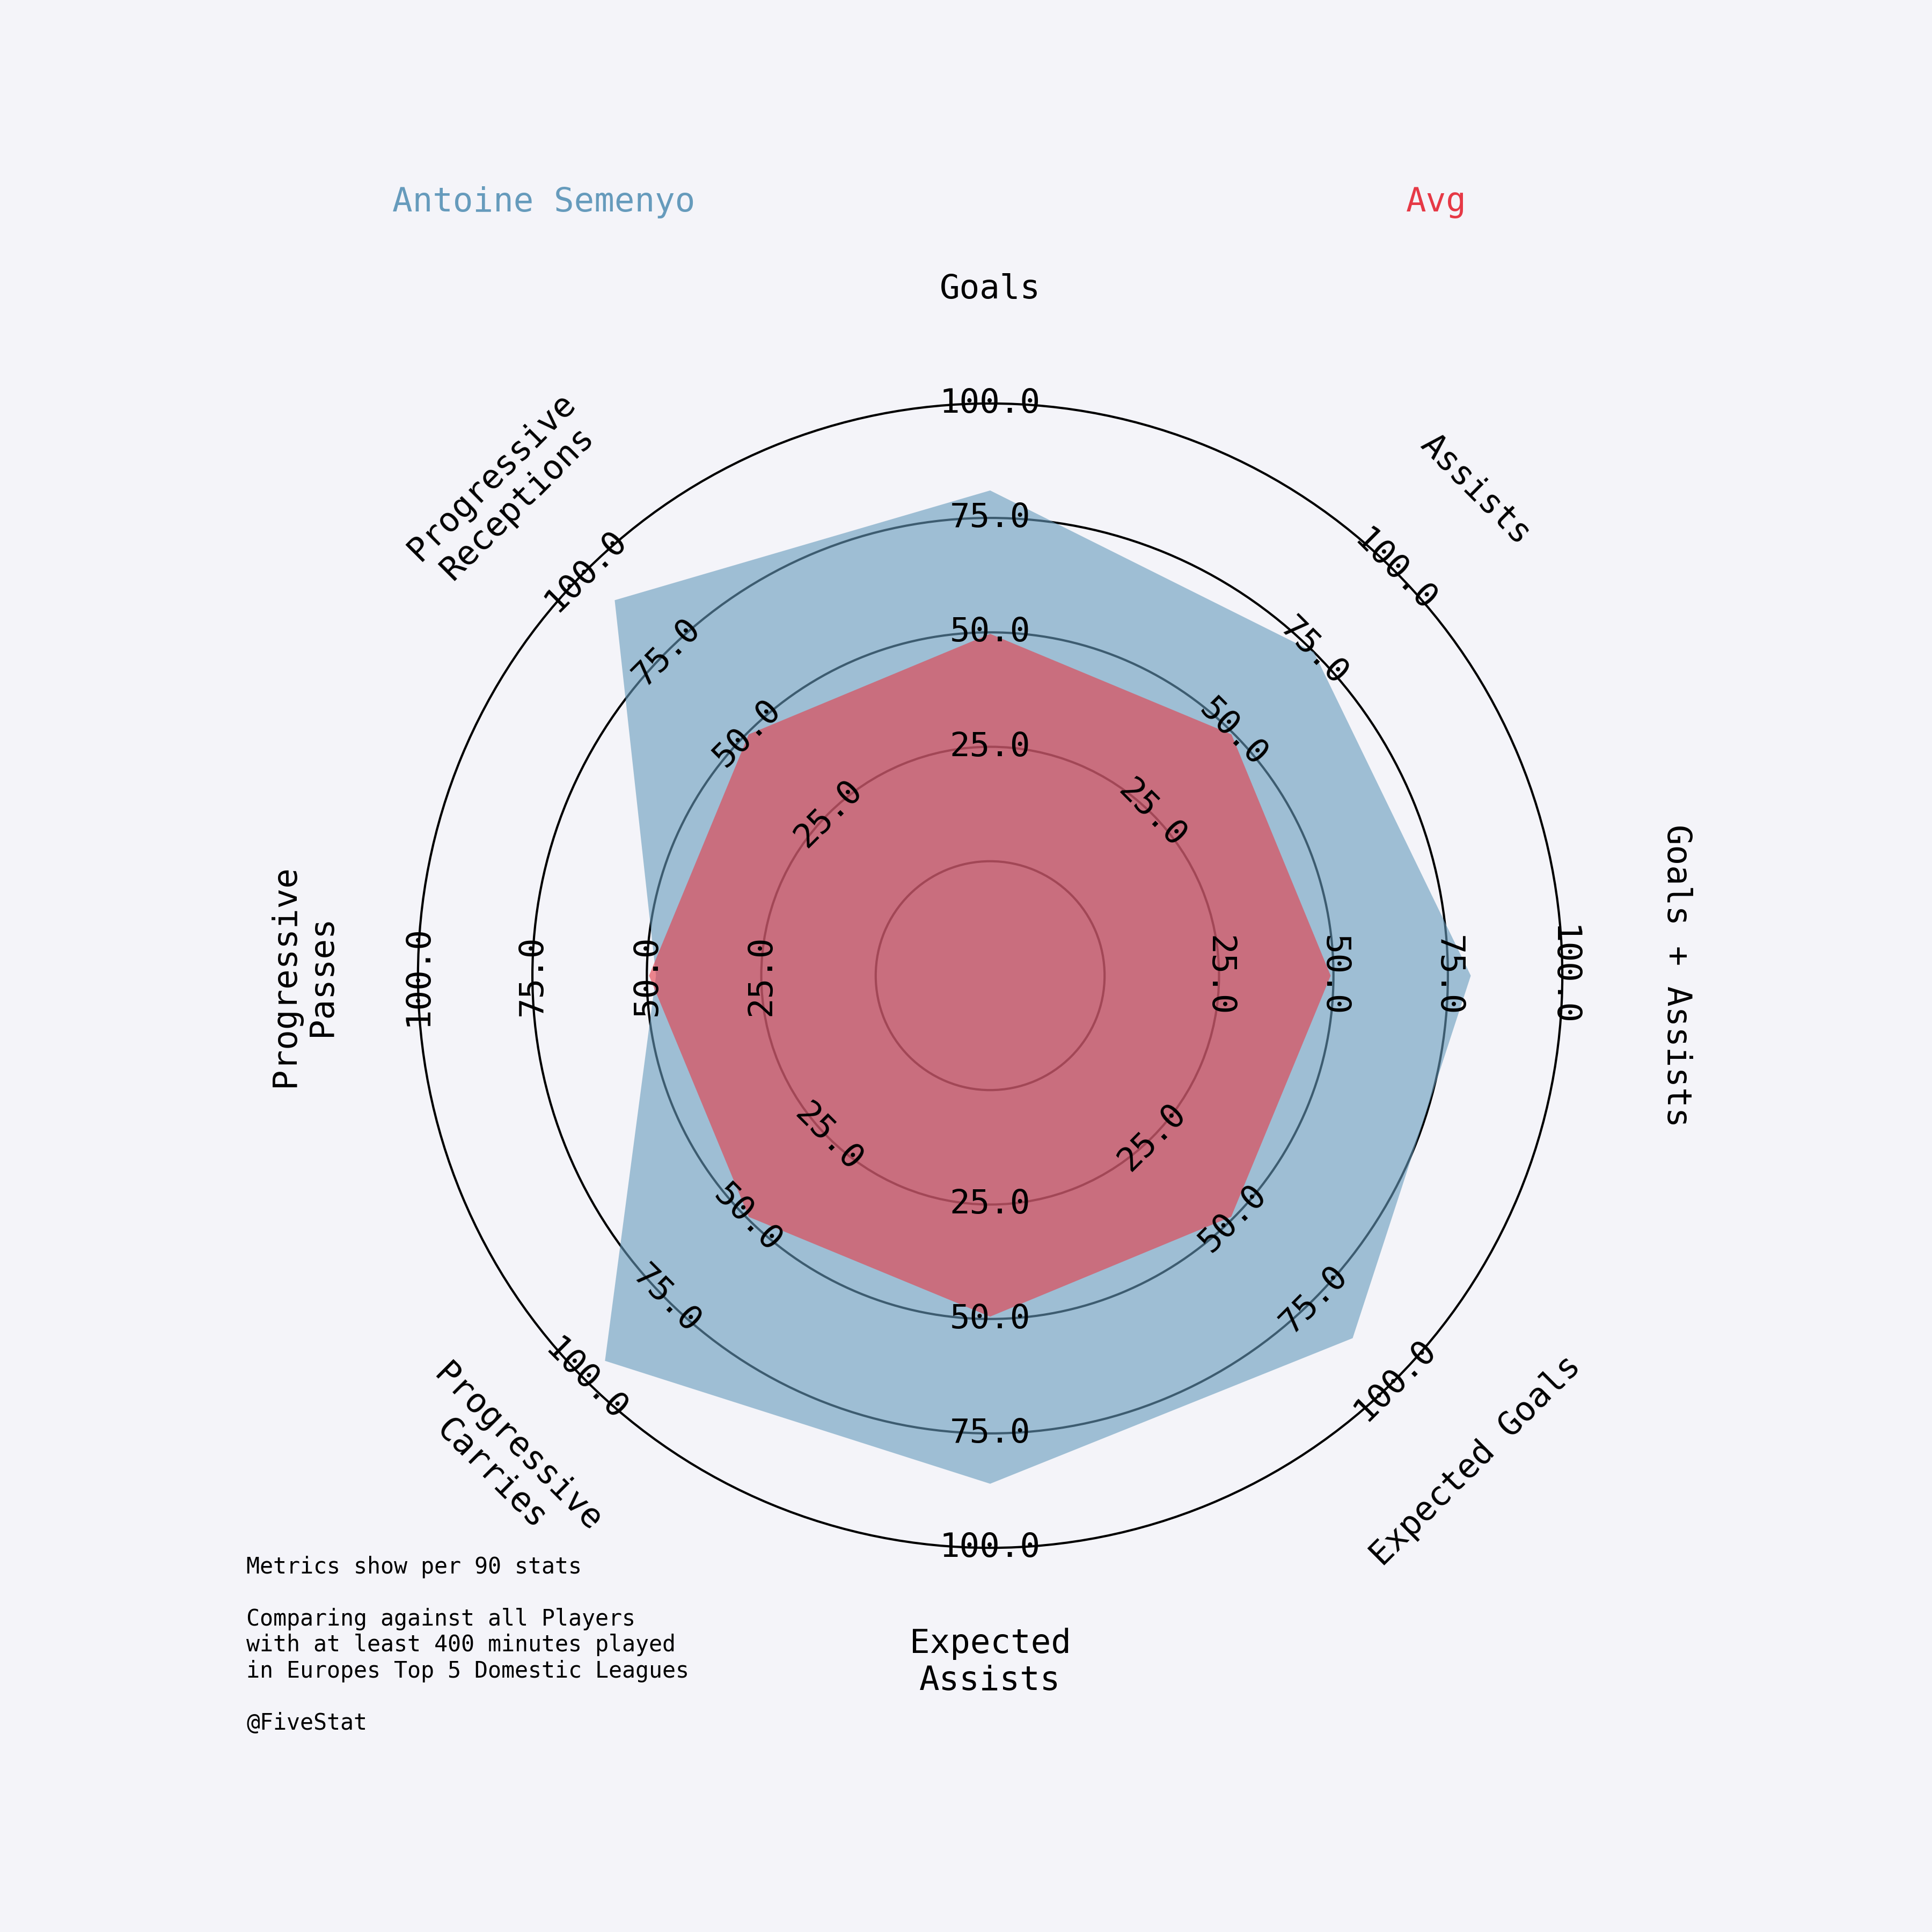 Antoine Semenyo
Avg
Goals
Assists
Goals + Assists
Expected Goals
Expected
Assists
Progressive
Carries
Progressive
Passes
Progressive
Receptions
25.0
50.0
75.0
100.0
25.0
50.0
75.0
100.0
25.0
50.0
75.0
100.0
25.0
50.0
75.0
100.0
25.0
50.0
75.0
100.0
25.0
50.0
75.0
100.0
25.0
50.0
75.0
100.0
25.0
50.0
75.0
100.0
Metrics show per 90 stats
Comparing against all Players
with at least 400 minutes played
in Europes Top 5 Domestic Leagues
@FiveStat